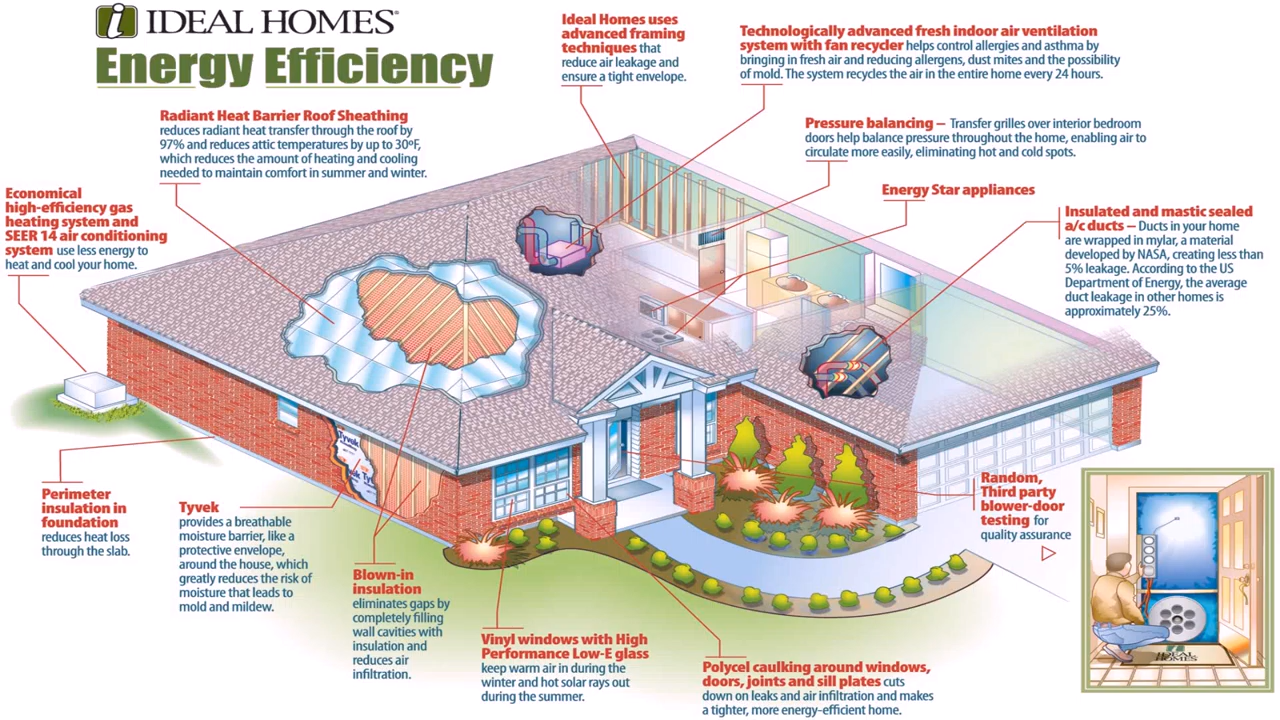 i IDEAL HOMES®
Energy Efficiency
Ideal Homes uses
advanced framing
techniques that
reduce air leakage and
ensure a tight envelope.
Technologically advanced fresh indoor air ventilation
system with fan recycler helps control allergies and asthma by
bringing in fresh air and reducing allergens, dust mites and the possibility
of mold. The system recycles the air in the entire home every 24 hours.
Radiant Heat Barrier Roof Sheathing
reduces radiant heat transfer through the roof by
97% and reduces attic temperatures by up to 30ºF,
which reduces the amount of heating and cooling
needed to maintain comfort in summer and winter.
Pressure balancing – Transfer grilles over interior bedroom
doors help balance pressure throughout the home, enabling air to
circulate more easily, eliminating hot and cold spots.
Energy Star appliances
Economical
high-efficiency gas
heating system and
SEER 14 air conditioning
system use less energy to
heat and cool your home.
Insulated and mastic sealed
a/c ducts – Ducts in your home
are wrapped in mylar, a material
developed by NASA, creating less than
5% leakage. According to the US
Department of Energy, the average
duct leakage in other homes is
approximately 25%.
Tyvek
Perimeter
insulation in
foundation
reduces heat loss
through the slab.
Tyvek
provides a breathable
moisture barrier, like a
protective envelope,
around the house, which
greatly reduces the risk of
moisture that leads to
mold and mildew.
Blown-in
insulation
eliminates gaps by
completely filling
wall cavities with
insulation and
reduces air
infiltration.
Vinyl windows with High
Performance Low-E glass
keep warm air in during the
winter and hot solar rays out
during the summer.
Polycel caulking around windows,
doors, joints and sill plates cuts
down on leaks and air infiltration and makes
a tighter, more energy-efficient home.
Random,
Third party
blower-door
testing for
quality assurance
IDEAL
HOMES